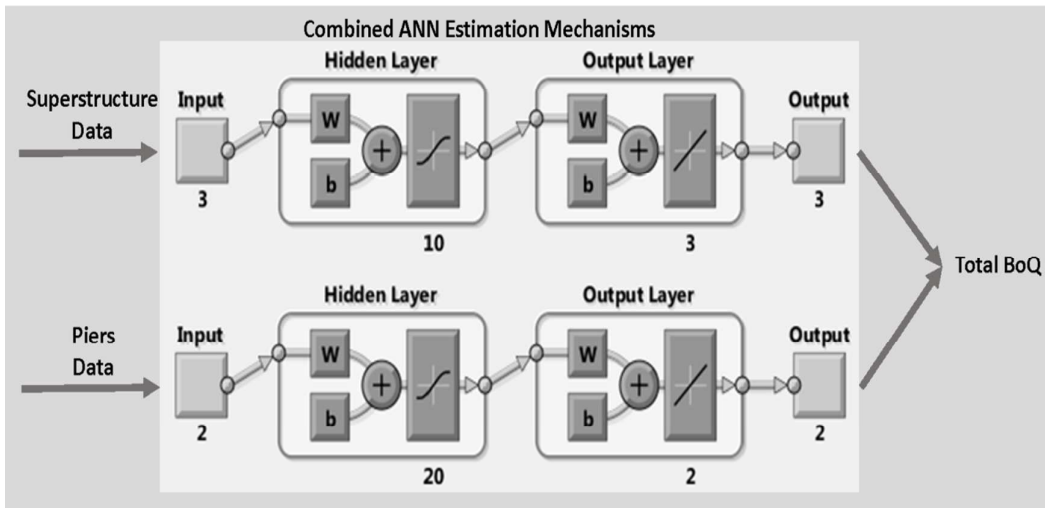 Combined ANN Estimation Mechanisms
Hidden Layer
Output Layer
Superstructure
Data
Input
W
b
+
W
b
+
Output
3
10
3
3
Total BoQ
Hidden Layer
Output Layer
Piers
Data
Input
W
b
+
W
b
+
Output
2
20
2
2